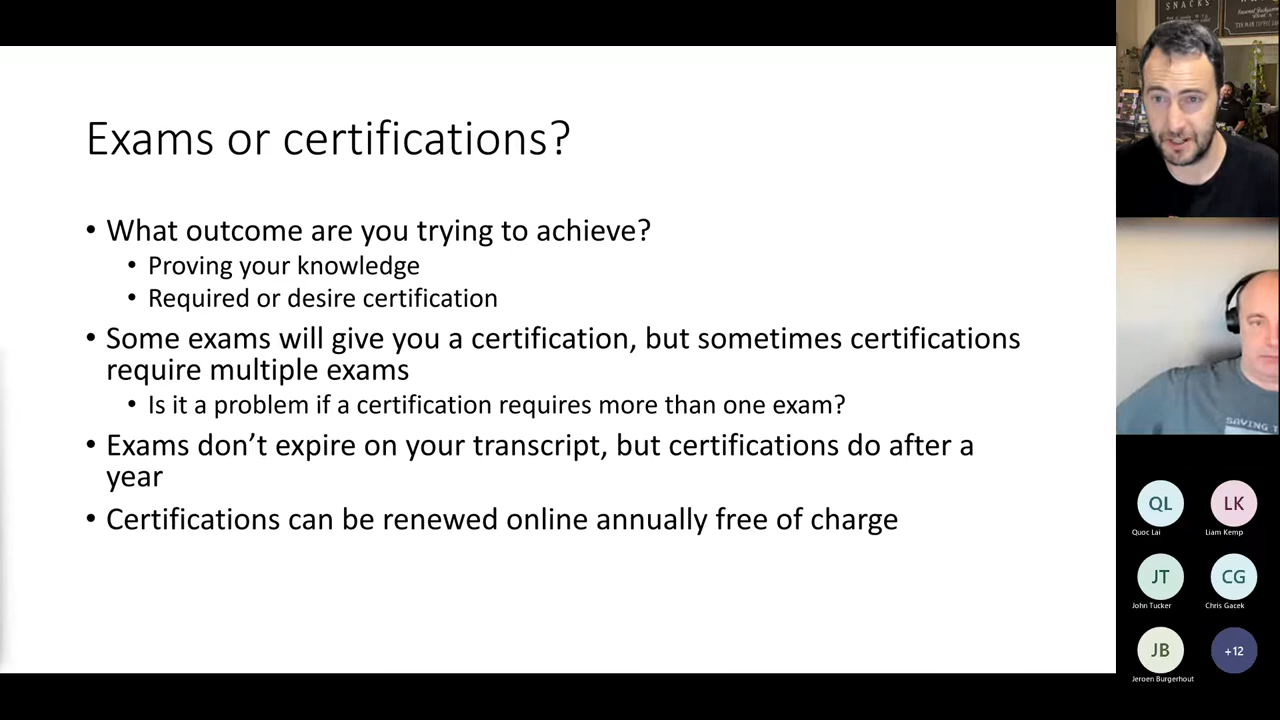 SNACKS
Exams or certifications?
• What outcome are you trying to achieve?
• Proving your knowledge
• Required or desire certification
• Some exams will give you a certification, but sometimes certifications
require multiple exams
• Is it a problem if a certification requires more than one exam?
• Exams don’t expire on your transcript, but certifications do after a
year
• Certifications can be renewed online annually free of charge
SAVING
QL
LK
Quoc Lai
Liam Kemp
JT
CG
John Tucker
Chris Gacek
JB
+12
Jeroen Burgerhout